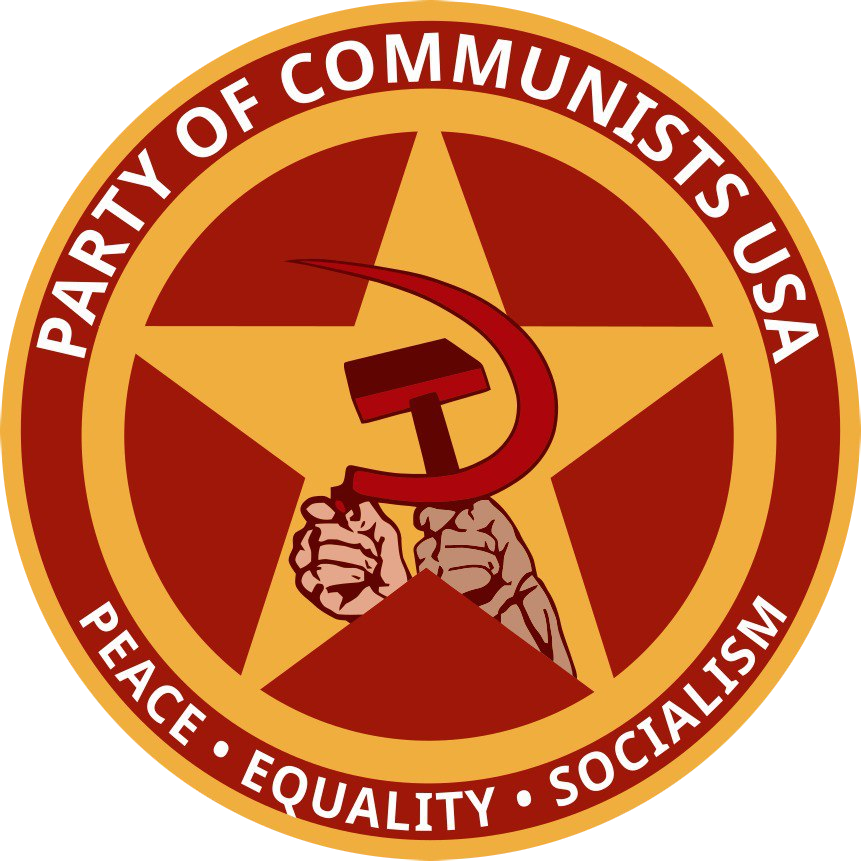 PARTY OF COMMUNISTS USA
PEACE • EQUALITY • SOCIALISM